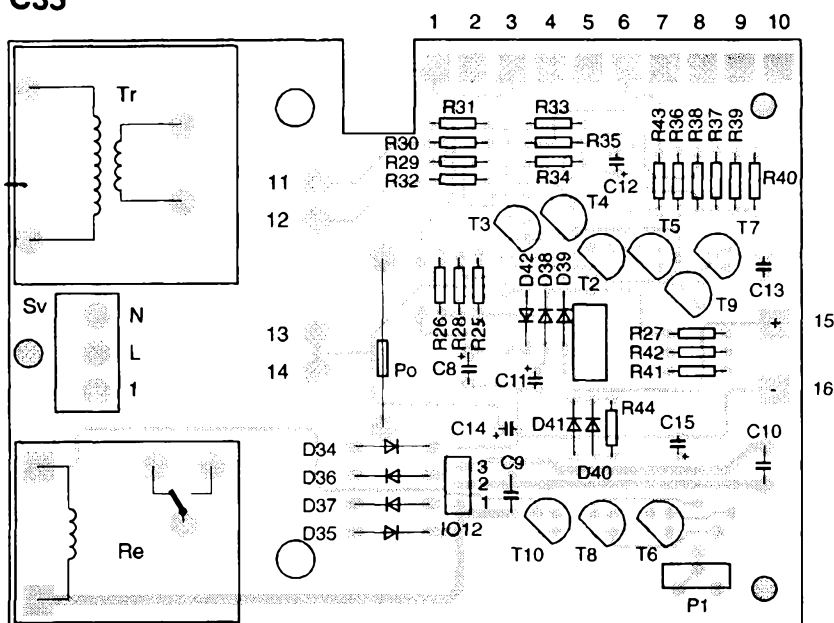 1 2 3 4 5 6 7 8 9 10
Tr
R31
R33
R30
R35
R29
R32
R34
C12
R43
R36
R38
R37
R39
R40
11
12
T3
T4
T5
T7
T2
T9
C13
D42
D38
D39
Sv
N
L
1
13
14
Po
R26
R28
R25
C8
C11
R27
R42
R41
+
15
-
16
C14
D41
R44
D40
C15
C10
D34
D36
D37
D35
3
2
1
IO12
C9
T10
T8
T6
Re
P1